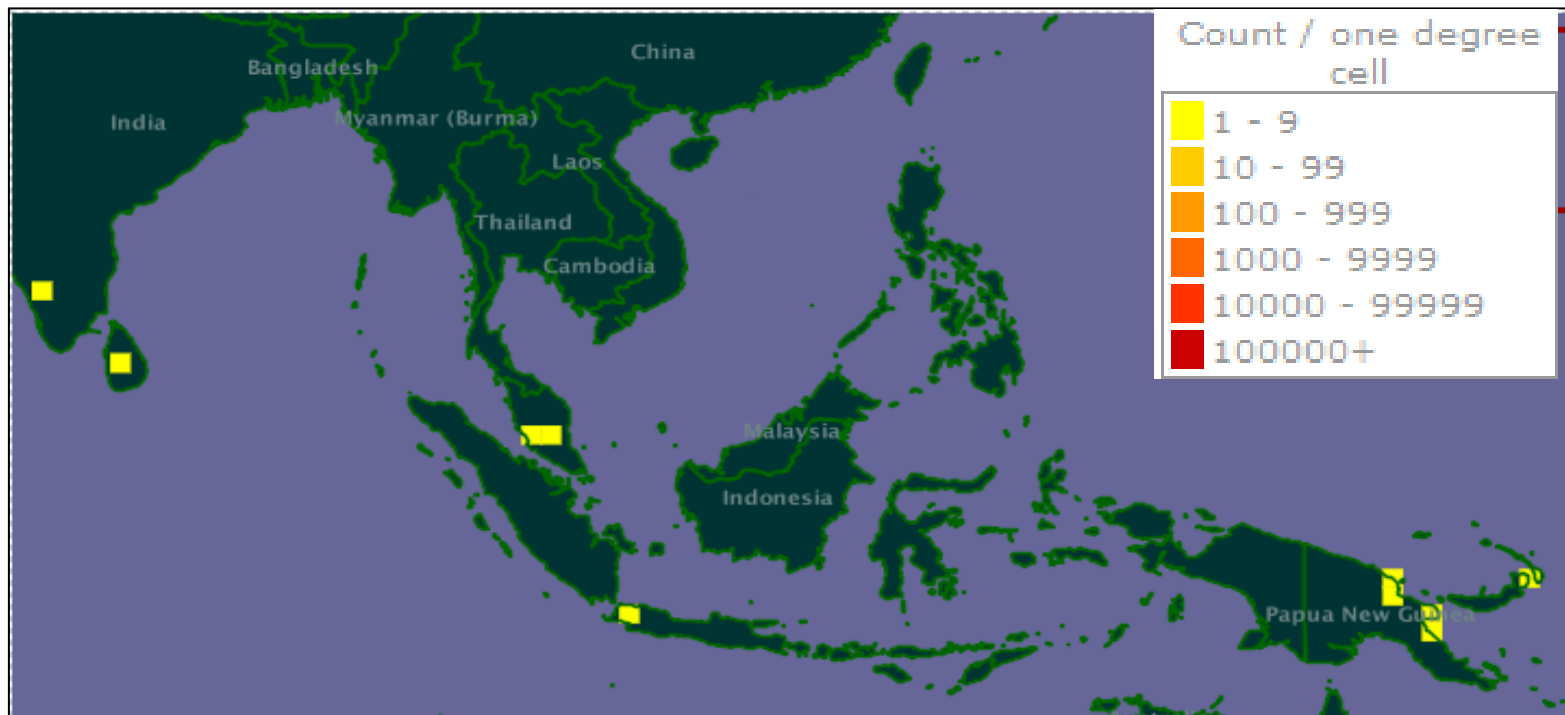 Count / one degree
cell
1 - 9
10 - 99
100 - 999
1000 - 9999
10000 - 99999
100000+
China
Bangladesh
India
Myanmar (Burma)
Laos
Thailand
Cambodia
Malaysia
Indonesia
Papua New Guinea